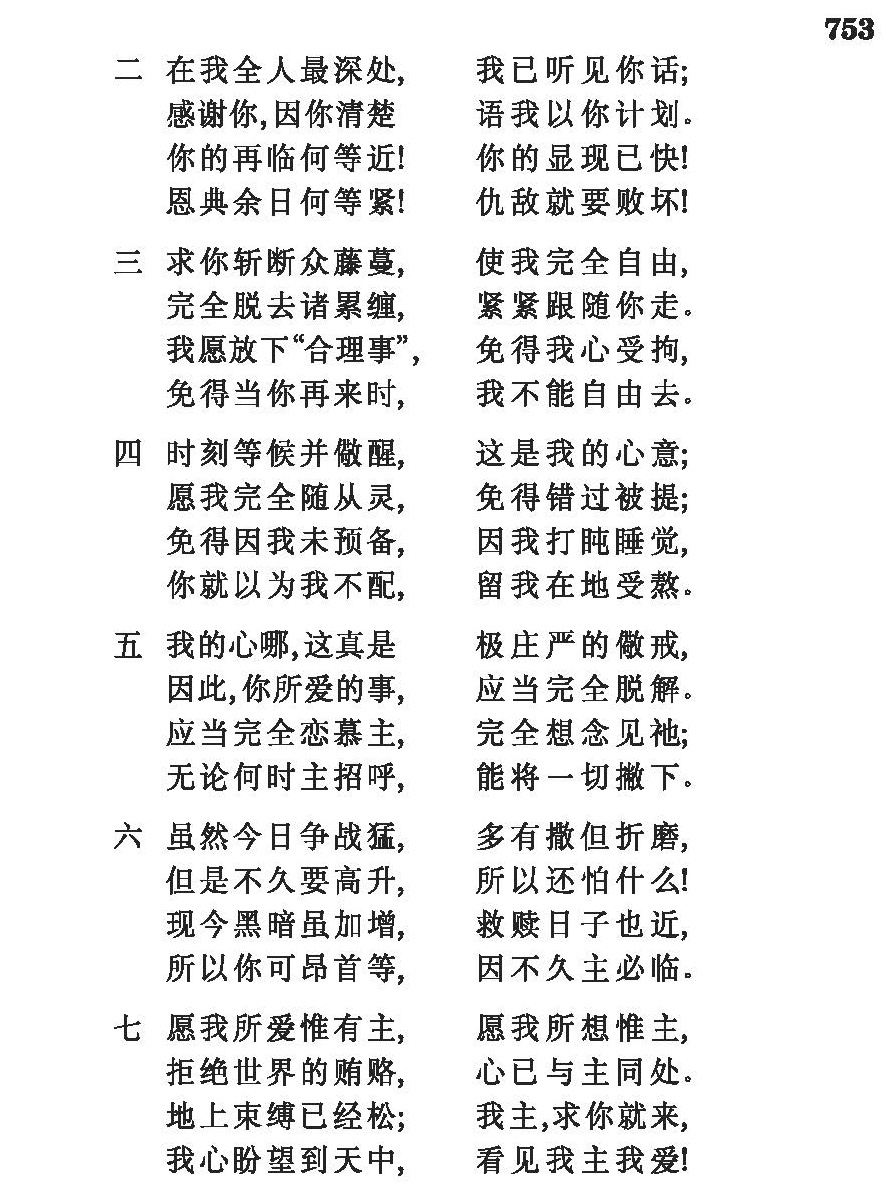 753
二 在我全人最深处, 我已听见你话;
感谢你,因你清楚 语我以你计划。
你的再临何等近! 你的显现已快!
恩典余日何等紧! 仇敌就要败坏!
三 求你斩断众藤蔓, 使我完全自由,
完全脱去诸累缠, 紧紧跟随你走。
我愿放下“合理事”, 免得我心受拘,
免得当你再来时, 我不能自由去。
四 时刻等候并儆醒, 这是我的心意;
愿我完全随从灵, 免得错过被提;
免得因我未预备, 因我打盹睡觉,
你就以为我不配, 留我在地受熬。
五 我的心哪,这真是 极庄严的儆戒,
因此,你所爱的事, 应当完全脱解。
应当完全恋慕主, 完全想念见祂;
无论何时主招呼, 能将一切撇下。
六 虽然今日争战猛, 多有撒但折磨,
但是不久要高升, 所以还怕什么!
现今黑暗虽加增, 救赎日子也近,
所以你可昂首等, 因不久主必临。
七 愿我所爱惟有主, 愿我所想惟主,
拒绝世界的贿赂, 心已与主同处。
地上束缚已经松; 我主,求你就来,
我心盼望到天中, 看见我主我爱!